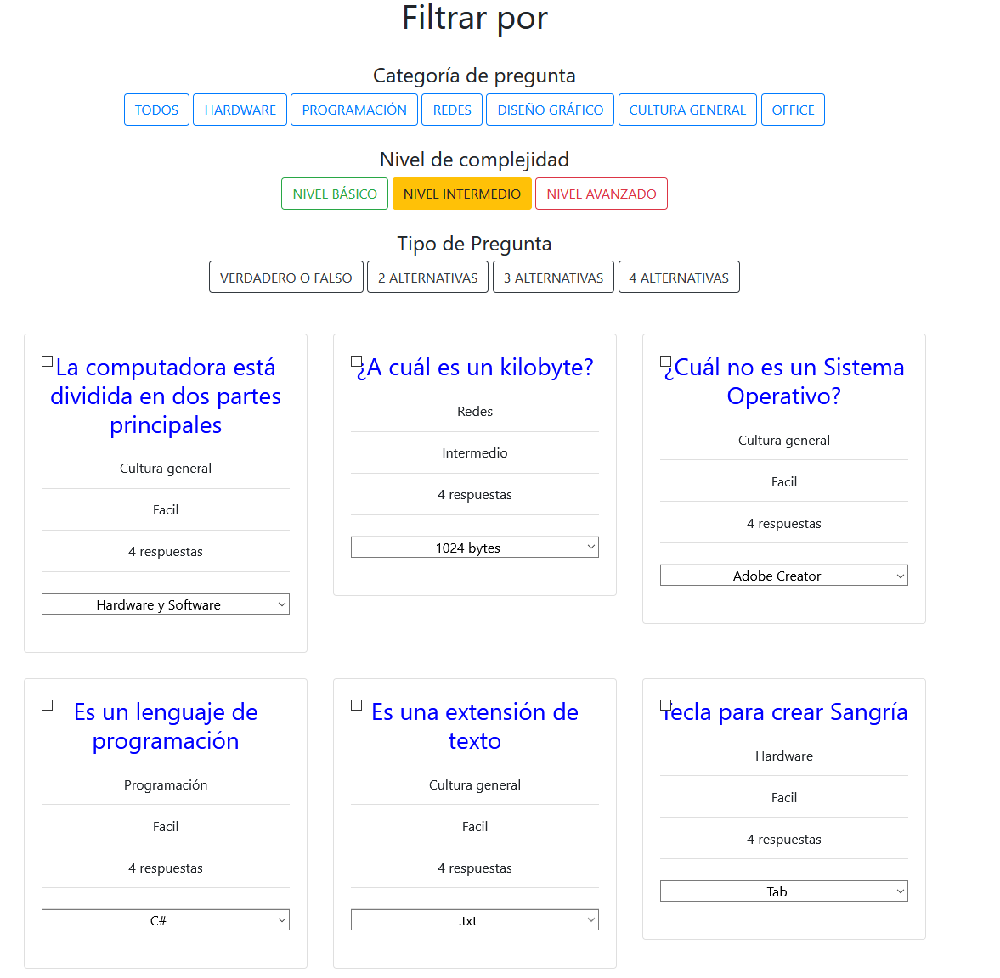 Filtrar por
Categoría de pregunta
TODOS HARDWARE PROGRAMACIÓN REDES DISEÑO GRÁFICO CULTURA GENERAL OFFICE
Nivel de complejidad
NIVEL BÁSICO NIVEL INTERMEDIO NIVEL AVANZADO
Tipo de Pregunta
VERDADERO O FALSO 2 ALTERNATIVAS 3 ALTERNATIVAS 4 ALTERNATIVAS
La computadora está
dividida en dos partes
principales
Cultura general
Facil
4 respuestas
Hardware y Software
¿A cuál es un kilobyte?
Redes
Intermedio
4 respuestas
1024 bytes
¿Cuál no es un Sistema
Operativo?
Cultura general
Facil
4 respuestas
Adobe Creator
Es un lenguaje de
programación
Programación
Facil
4 respuestas
C#
Es una extensión de
texto
Cultura general
Facil
4 respuestas
.txt
Tecla para crear Sangría
Hardware
Facil
4 respuestas
Tab